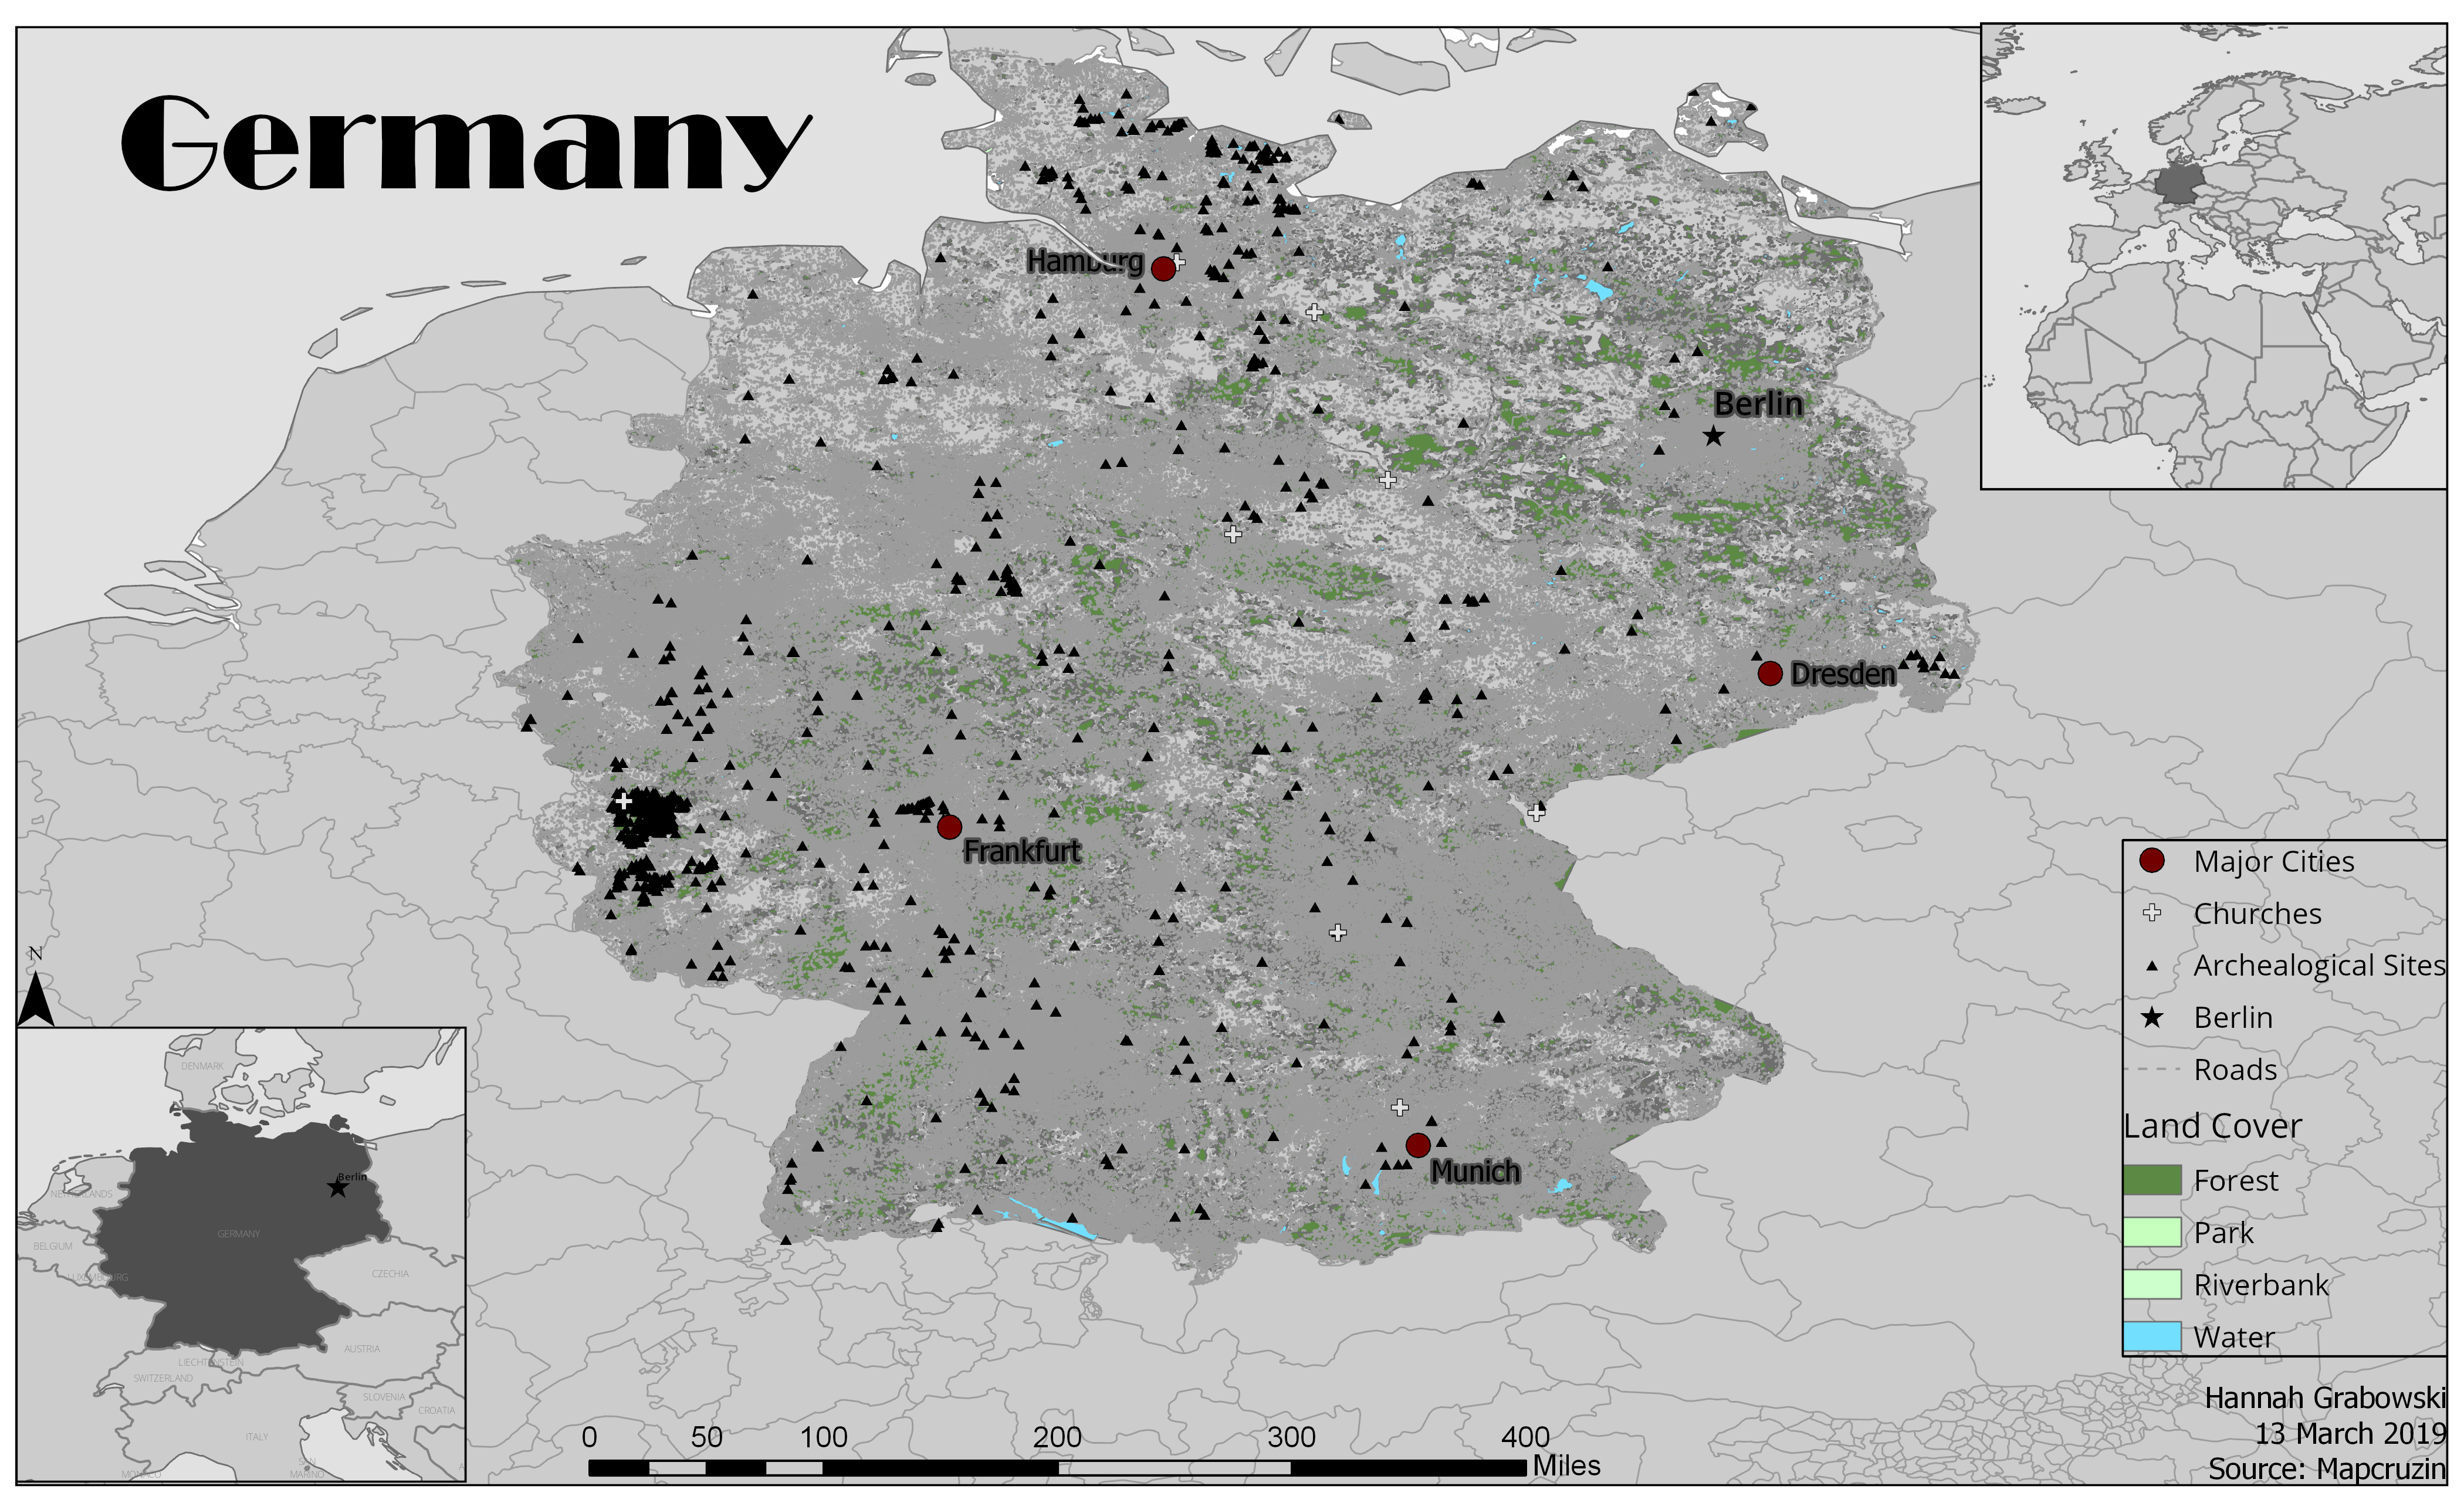 Germany
Hamburg
Berlin
Dresden
Frankfurt
Munich
N
Major Cities
Churches
Archealogical Sites
Berlin
Roads
Land Cover
Forest
Park
Riverbank
Water
DENMARK
Berlin
NETHERLANDS
GERMANY
BELGIUM
LUXEMBOURG
CZECHIA
AUSTRIA
LIECHTENSTEIN
SWITZERLAND
SLOVENIA
CROATIA
ITALY
SAN
MARINO
MONACO
0 50 100 200 300 400
Miles
Hannah Grabowski
13 March 2019
Source: Mapcruzin